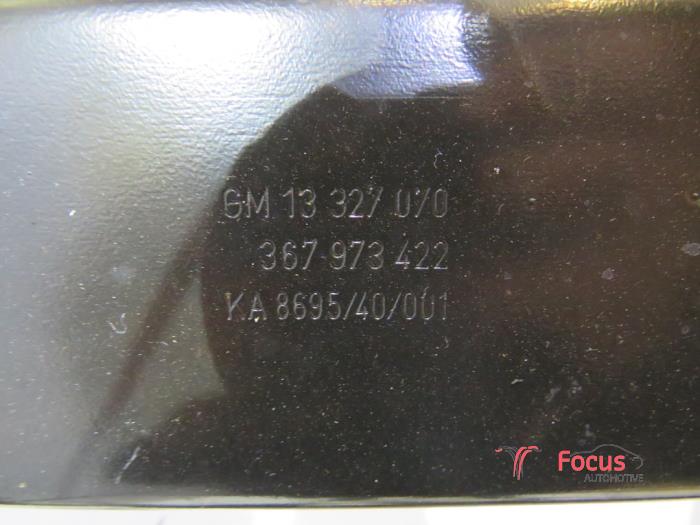 GM 13 327 070
367 973 422
KA 8695/40/001
Focus
AUTOMOTIVE